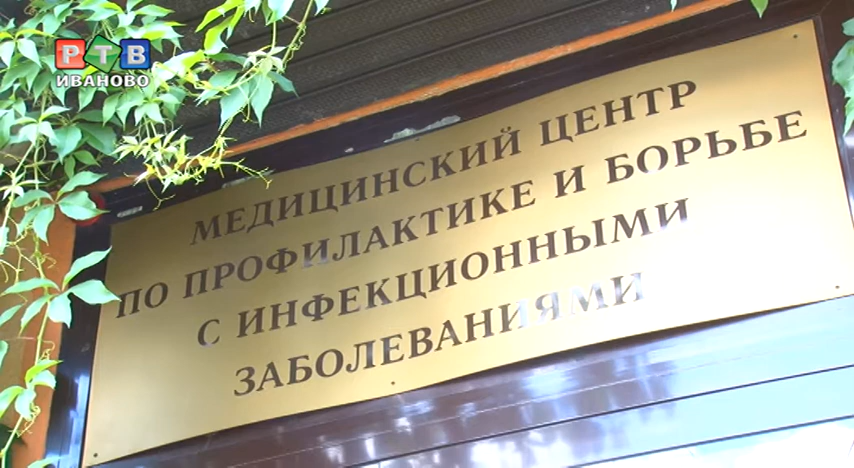 РТВ
ИВАНОВО
МЕДИЦИНСКИЙ ЦЕНТР
ПО ПРОФИЛАКТИКЕ И БОРЬБЕ
С ИНФЕКЦИОННЫМИ
ЗАБОЛЕВАНИЯМИ